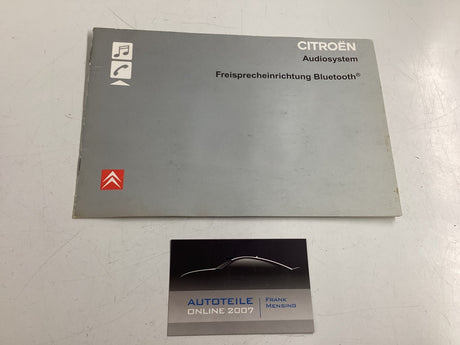 CITROËN
Audiosystem
Freisprecheinrichtung Bluetooth®
AUTOTEILE
ONLINE 2007
FRANK
MENSING